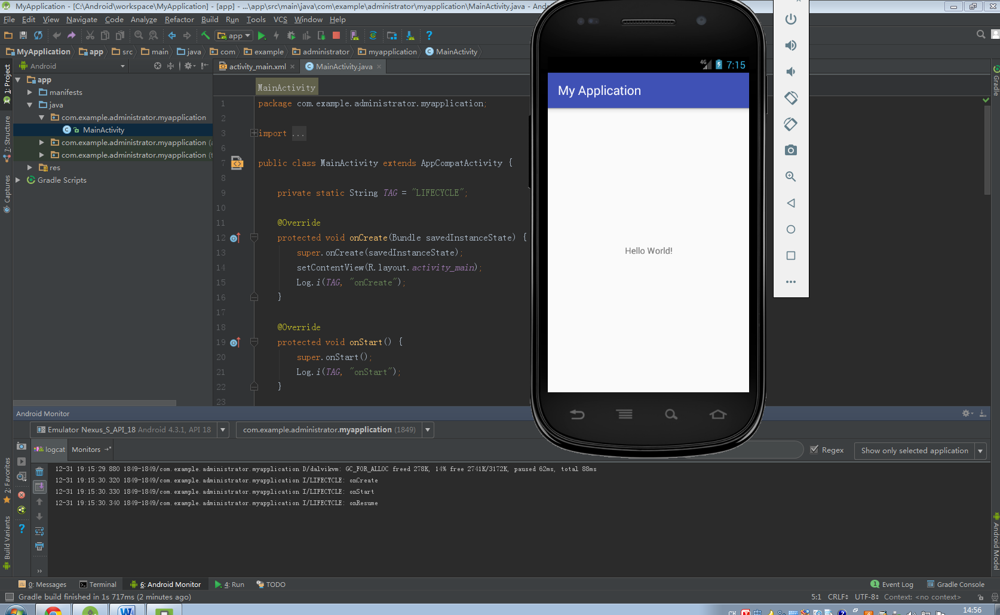 MyApplication - [C:\Android\workspace\MyApplication] - [app] - ...\app\src\main\java\com\example\administrator\myapplication\MainActivity.java - And
File Edit View Navigate Code Analyze Refactor Build Run Tools VCS Window Help
app
MyApplication app src main java com example administrator myapplication MainActivity
Android
activity_main.xml MainActivity.java
1: Project
7: Structure
Captures
2: Favorites
Build Variants
app
manifests
java
com.example.administrator.myapplication
MainActivity
com.example.administrator.myapplication (a
com.example.administrator.myapplication (t
res
Gradle Scripts
MainActivity
1 package com.example.administrator.myapplication;
2
3 import ...
6
7 public class MainActivity extends AppCompatActivity {
8
9 private static String TAG = "LIFECYCLE";
10
11 @Override
12 protected void onCreate(Bundle savedInstanceState) {
13 super.onCreate(savedInstanceState);
14 setContentView(R.layout.activity_main);
15 Log.i(TAG, "onCreate");
16 }
17
18 @Override
19 protected void onStart() {
20 super.onStart();
21 Log.i(TAG, "onStart");
22 }
23
4G 7:15
My Application
Hello World!
Gradle
Android Model
Android Monitor
Emulator Nexus_S_API_18 Android 4.3.1, API 18 com.example.administrator.myapplication (1849)
logcat Monitors Regex Show only selected application
12-31 19:15:29.880 1849-1849/com.example.administrator.myapplication D/dalvikvm: GC_FOR_ALLOC freed 278K, 14% free 2741K/3172K, paused 62ms, total 88ms
12-31 19:15:30.320 1849-1849/com.example.administrator.myapplication I/LIFECYCLE: onCreate
12-31 19:15:30.330 1849-1849/com.example.administrator.myapplication I/LIFECYCLE: onStart
12-31 19:15:30.340 1849-1849/com.example.administrator.myapplication I/LIFECYCLE: onResume
0: Messages Terminal 6: Android Monitor 4: Run TODO 1 Event Log Gradle Console
Gradle build finished in 1s 717ms (2 minutes ago) 5:1 CRLF UTF-8 Context: <no context>
CH 中 14:56